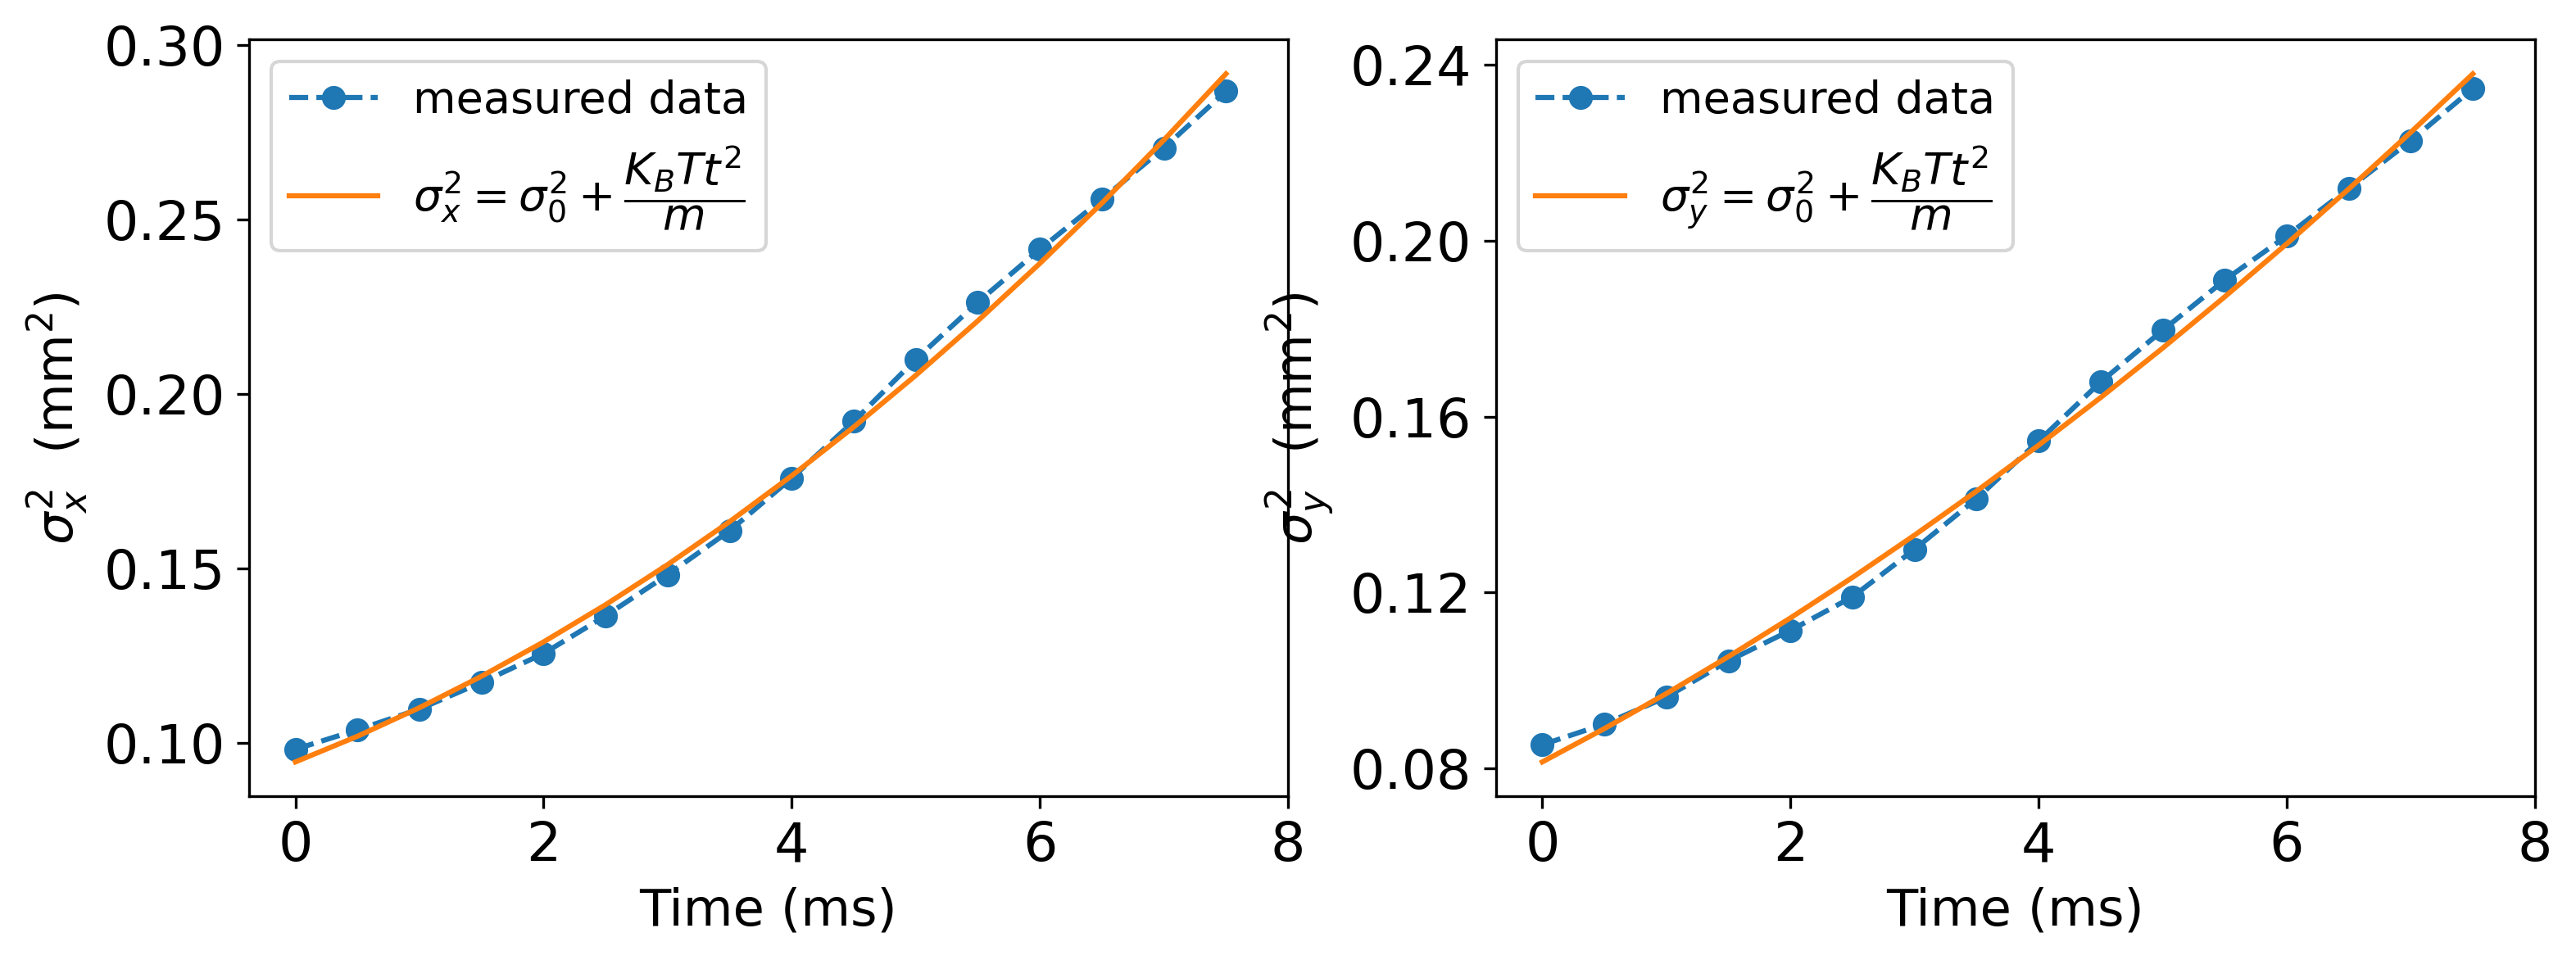 0.30
0.25
0.20
0.15
0.10
σ_x^2 (mm^2)
measured data
σ_x^2 = σ_0^2 + \frac{K_B T t^2}{m}
0 2 4 6 8
Time (ms)
0.24
0.20
0.16
0.12
0.08
σ_y^2 (mm^2)
measured data
σ_y^2 = σ_0^2 + \frac{K_B T t^2}{m}
0 2 4 6 8
Time (ms)